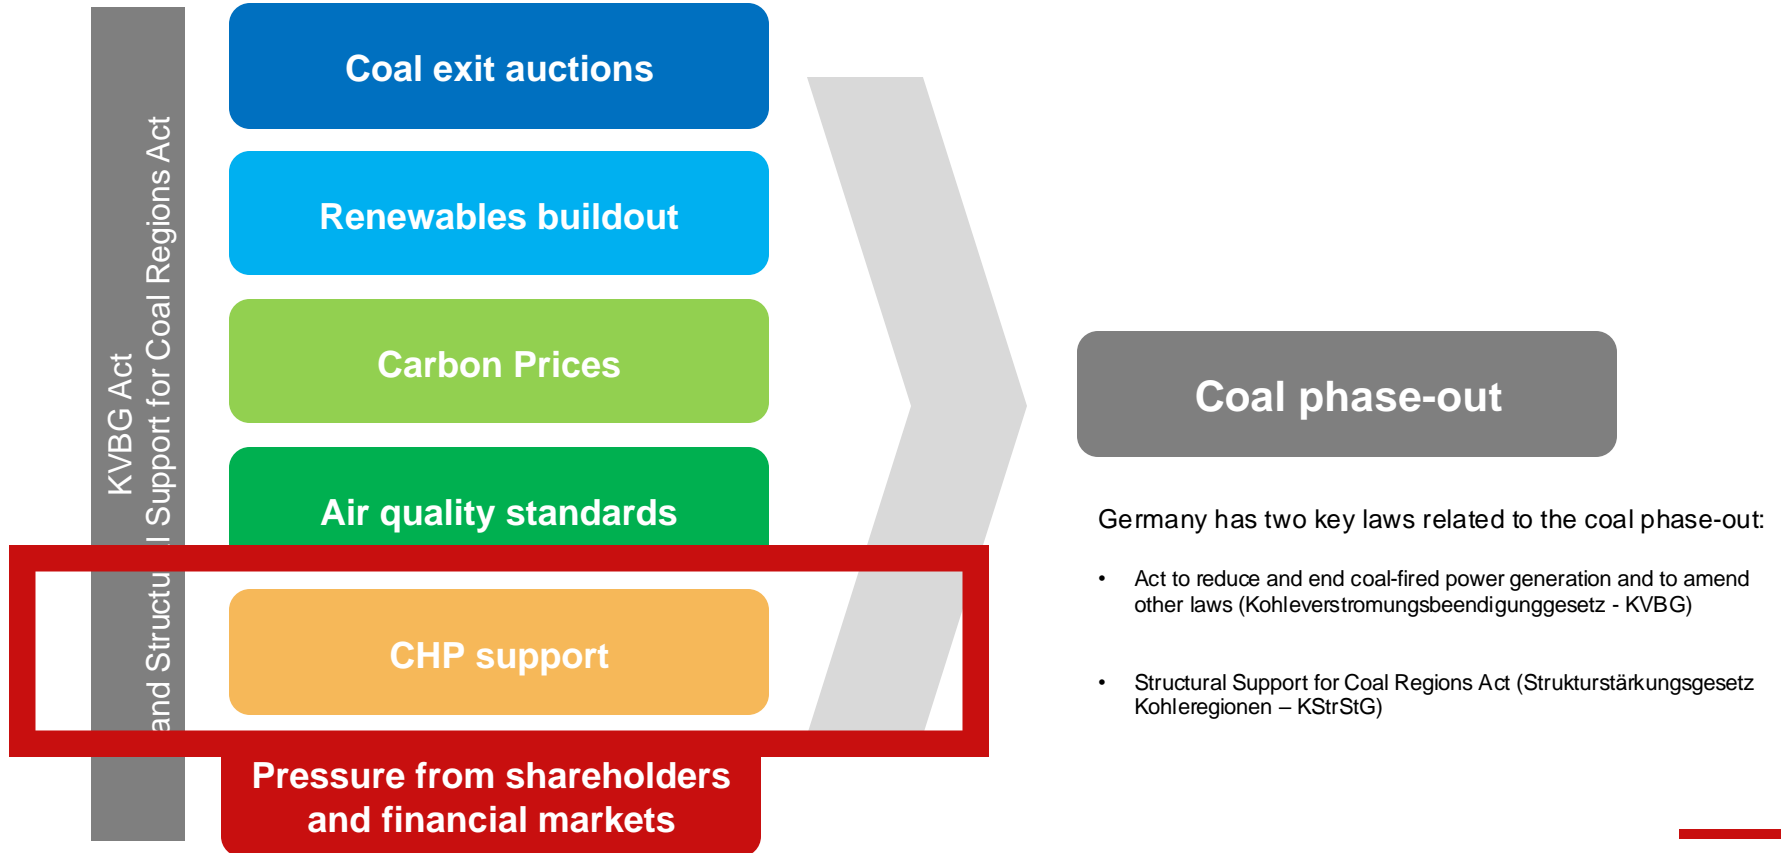 KVBG Act
and Structural Support for Coal Regions Act
Coal exit auctions
Renewables buildout
Carbon Prices
Air quality standards
CHP support
Pressure from shareholders
and financial markets
Coal phase-out
Germany has two key laws related to the coal phase-out:
• Act to reduce and end coal-fired power generation and to amend
other laws (Kohleverstromungsbeendigunggesetz - KVBG)
• Structural Support for Coal Regions Act (Strukturstärkungsgesetz
Kohleregionen – KStrStG)